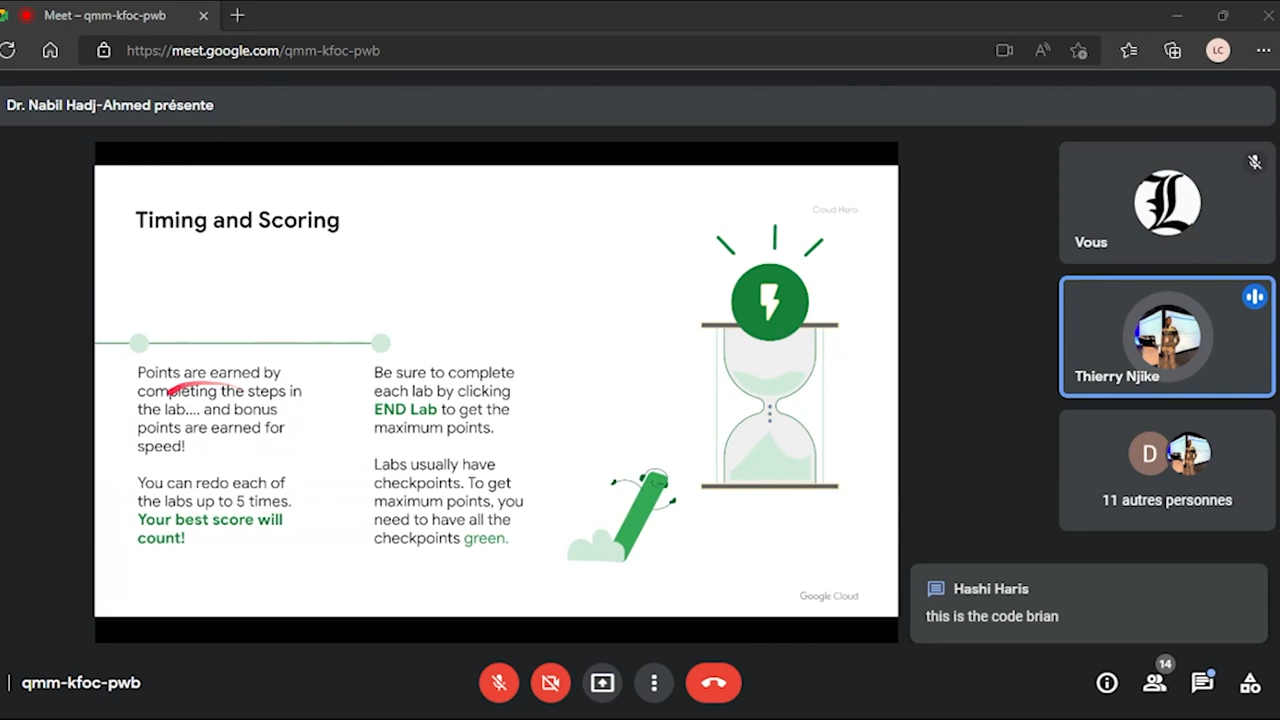 Meet – qmm-kfoc-pwb
https://meet.google.com/qmm-kfoc-pwb
LC
Dr. Nabil Hadj-Ahmed présente
Timing and Scoring
Cloud Hero
Points are earned by
completing the steps in
the lab.... and bonus
points are earned for
speed!
You can redo each of
the labs up to 5 times.
Your best score will
count!
Be sure to complete
each lab by clicking
END Lab to get the
maximum points.
Labs usually have
checkpoints. To get
maximum points, you
need to have all the
checkpoints green.
Google Cloud
L
Vous
Thierry Njike
D
11 autres personnes
Hashi Haris
this is the code brian
qmm-kfoc-pwb
14